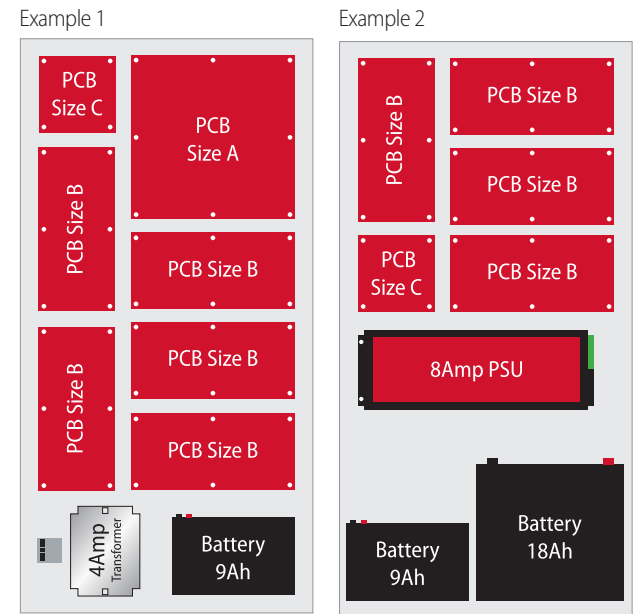 Example 1
PCB
Size C
PCB
Size A
PCB Size B
PCB Size B
PCB Size B
PCB Size B
PCB Size B
4Amp
Transformer
Battery
9Ah
Example 2
PCB Size B
PCB Size B
PCB Size B
PCB
Size C
PCB Size B
8Amp PSU
Battery
9Ah
Battery
18Ah